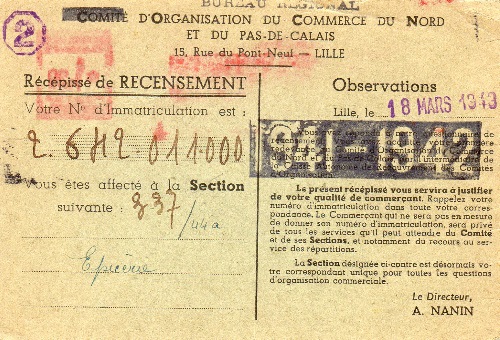 BUREAU RÉGIONAL
2
COMITÉ D'ORGANISATION DU COMMERCE DU NORD
ET DU PAS-DE-CALAIS
15, Rue du Pont-Neuf — LILLE
Récépissé de RECENSEMENT
Votre No d'Immatriculation est :
2.642 011000
Vous êtes affecté à la Section
suivante : 337
Epicerie
Observations
Lille, le
18 MARS 1943
Le présent récépissé vous servira à justifier
de votre qualité de commerçant. Rappelez votre
numéro d'immatriculation dans toute votre corres-
pondance. Le Commerçant qui ne sera pas en mesure
de donner son numéro d'immatriculation, sera privé
de tous les services qu'il peut attendre du Comité
et de ses Sections, et notamment du recours au ser-
vice des répartitions.
La Section désignée ci-contre est désormais vo-
tre correspondant unique pour toutes les questions
d'organisation commerciale.
Le Directeur,
A. NANIN